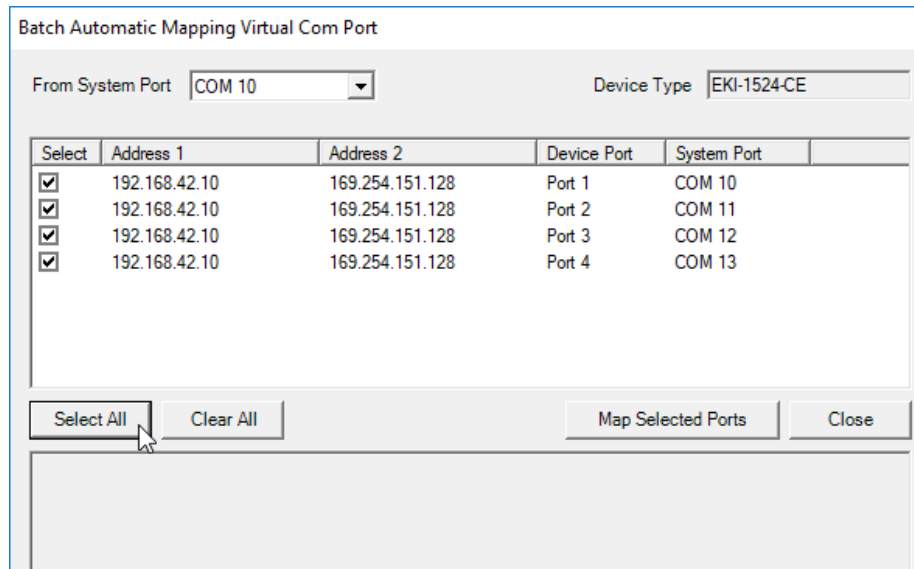 Batch Automatic Mapping Virtual Com Port
From System Port COM 10 Device Type EKI-1524-CE
Select Address 1 Address 2 Device Port System Port
192.168.42.10 169.254.151.128 Port 1 COM 10
192.168.42.10 169.254.151.128 Port 2 COM 11
192.168.42.10 169.254.151.128 Port 3 COM 12
192.168.42.10 169.254.151.128 Port 4 COM 13
Select All Clear All Map Selected Ports Close